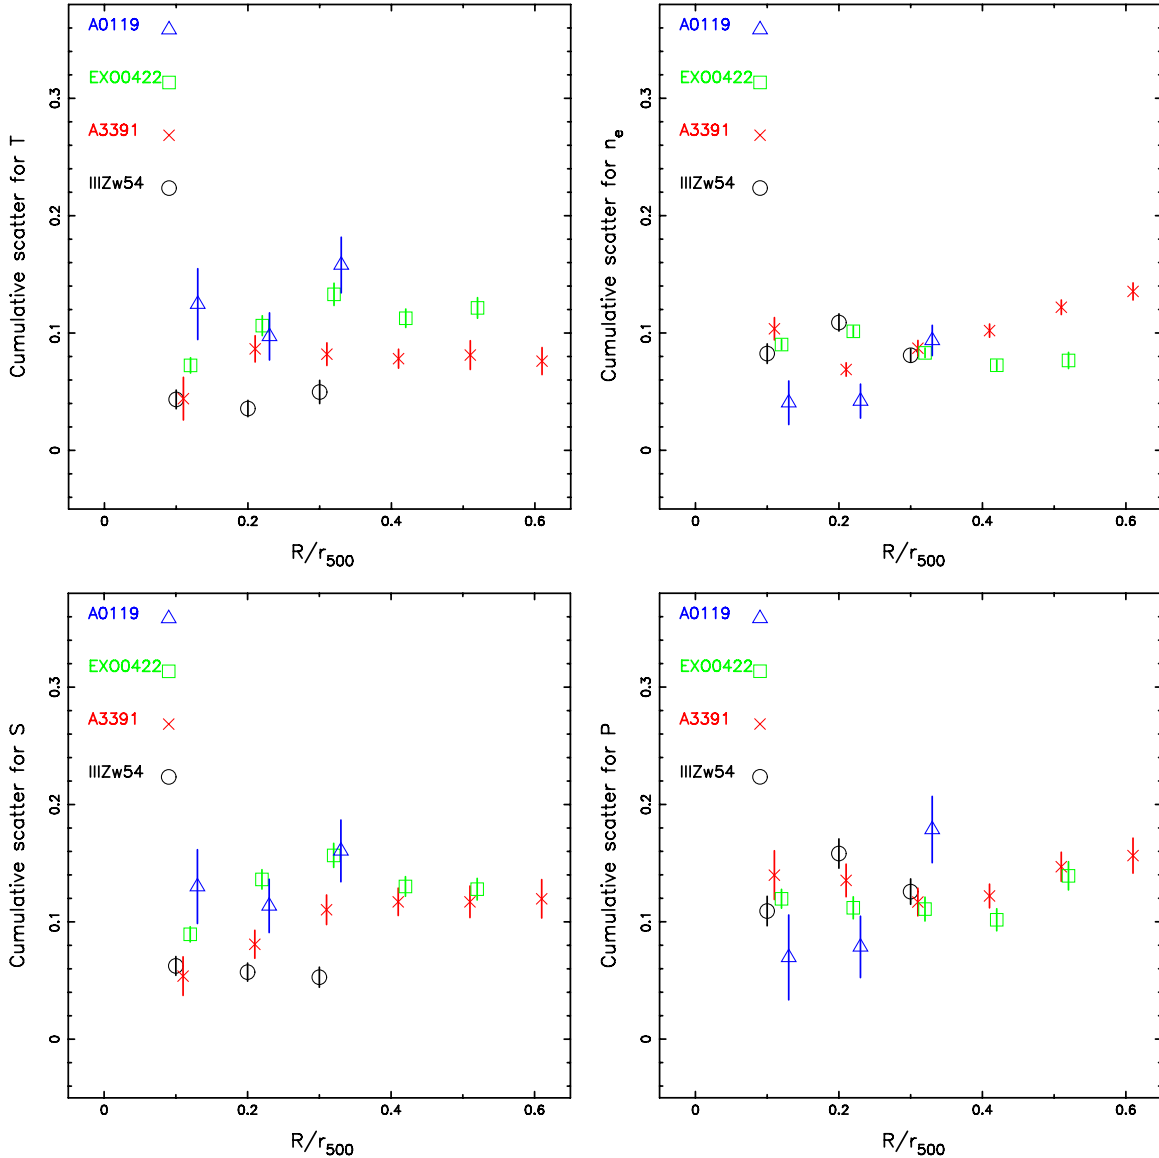 A0119
EXO0422
A3391
IIIZw54
Cumulative scatter for T
0 0.1 0.2 0.3
0 0.2 0.4 0.6
R/r500
A0119
EXO0422
A3391
IIIZw54
Cumulative scatter for ne
0 0.1 0.2 0.3
0 0.2 0.4 0.6
R/r500
A0119
EXO0422
A3391
IIIZw54
Cumulative scatter for S
0 0.1 0.2 0.3
0 0.2 0.4 0.6
R/r500
A0119
EXO0422
A3391
IIIZw54
Cumulative scatter for P
0 0.1 0.2 0.3
0 0.2 0.4 0.6
R/r500